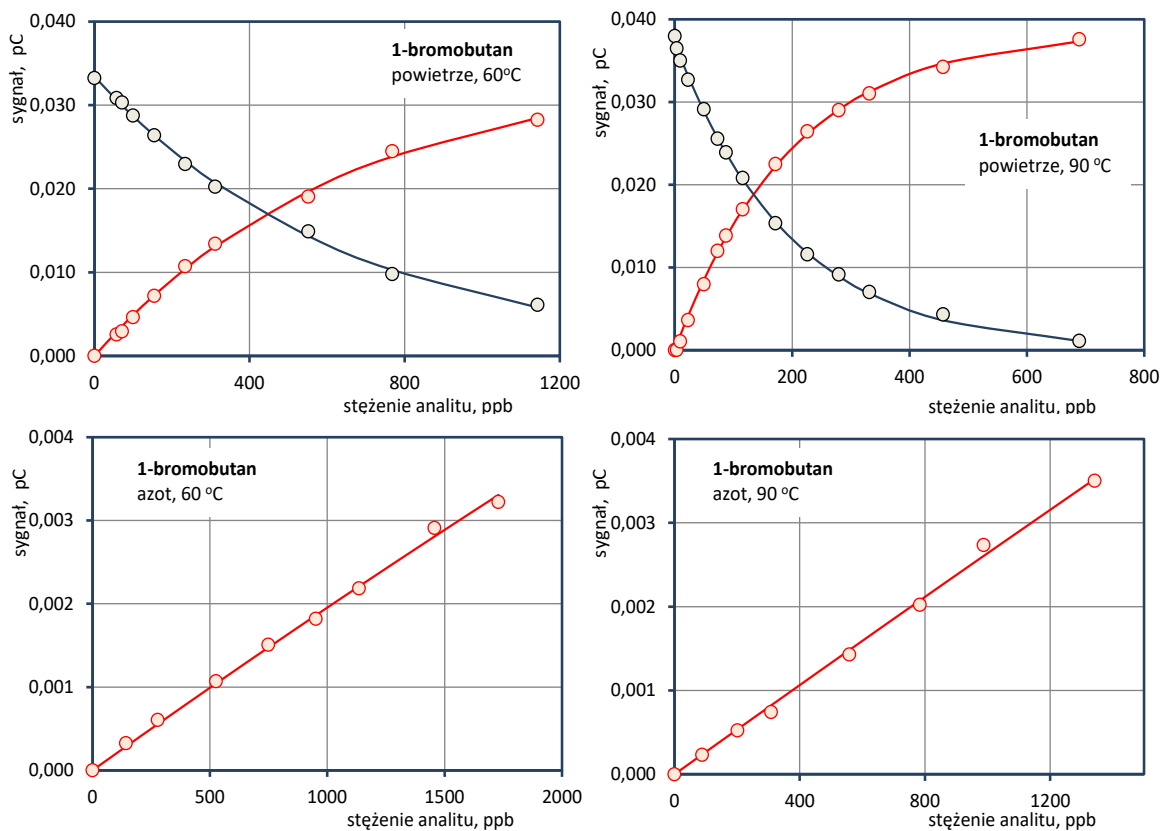 sygnał, pC
0,040
0,030
0,020
0,010
0,000
1-bromobutan
powietrze, 60°C
0
400
800
1200
stężenie analitu, ppb
sygnał, pC
0,040
0,030
0,020
0,010
0,000
1-bromobutan
powietrze, 90 °C
0
200
400
600
800
stężenie analitu, ppb
sygnał, pC
0,004
0,003
0,002
0,001
0,000
1-bromobutan
azot, 60 °C
0
500
1000
1500
2000
stężenie analitu, ppb
sygnał, pC
0,004
0,003
0,002
0,001
0,000
1-bromobutan
azot, 90 °C
0
400
800
1200
stężenie analitu, ppb